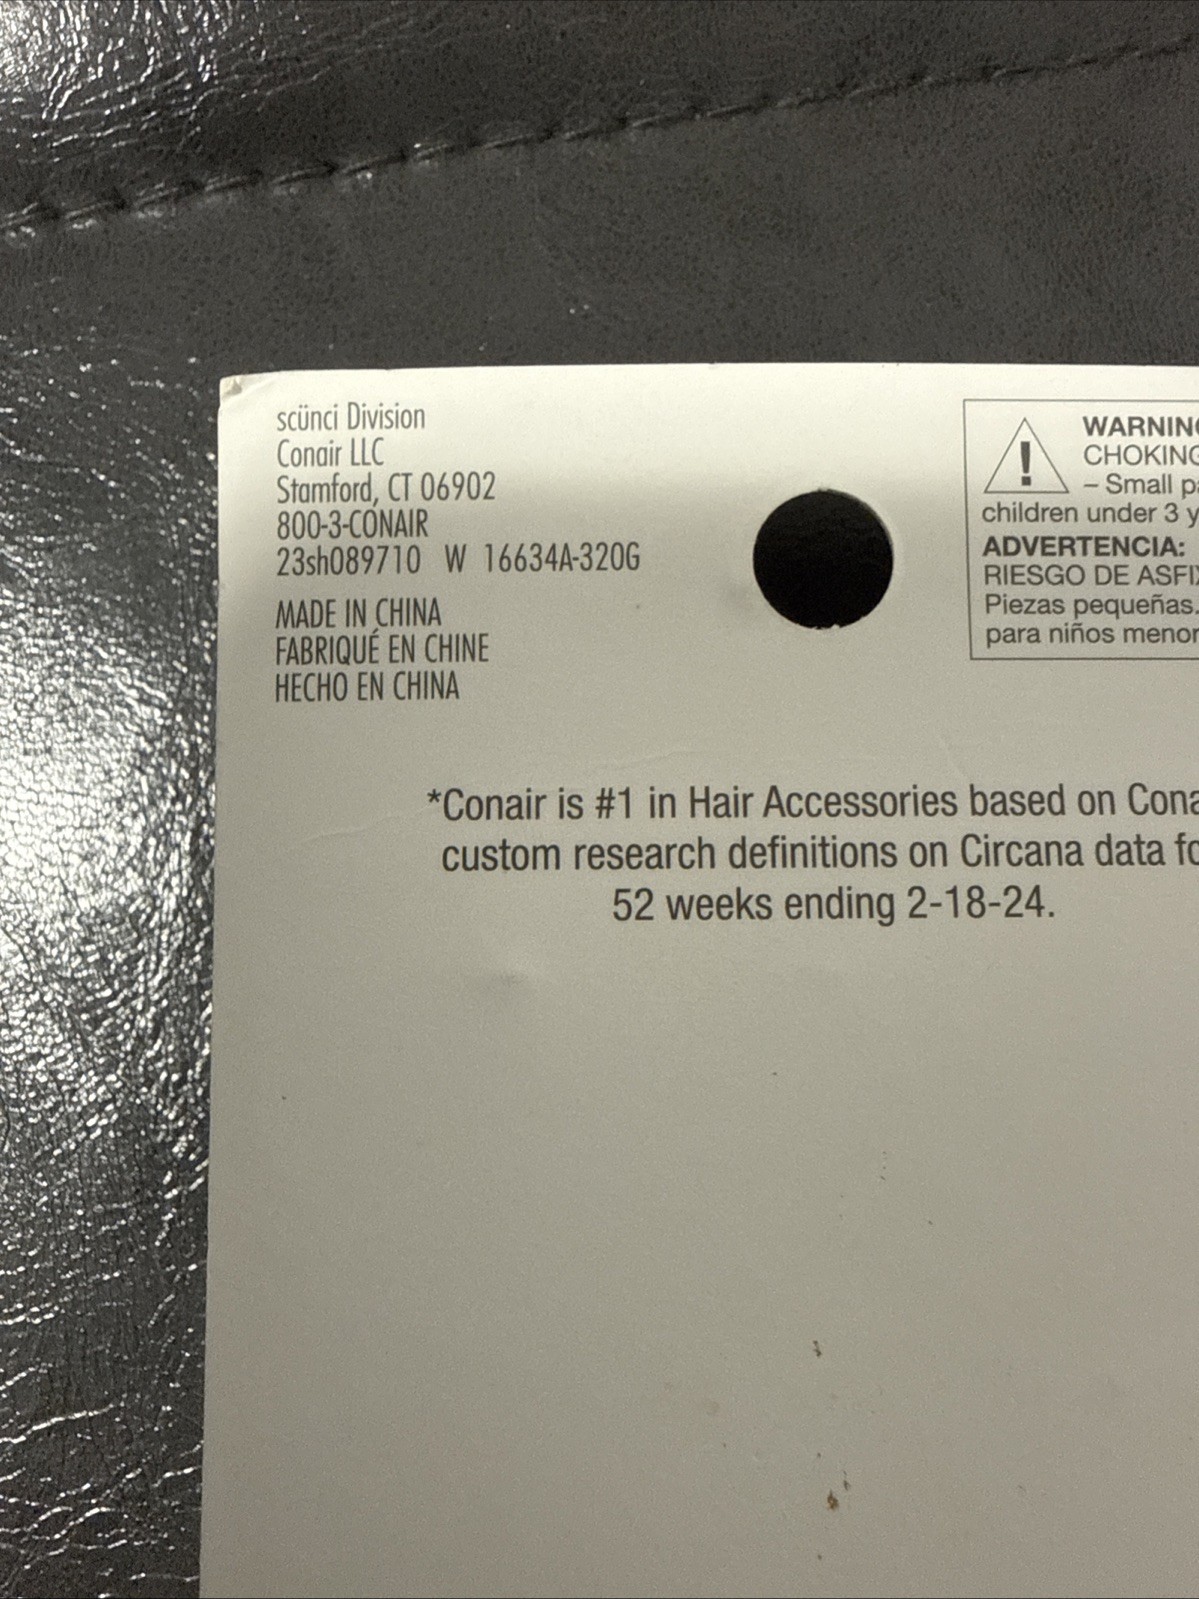 scünci Division
Conair LLC
Stamford, CT 06902
800-3-CONAIR
23sh089710 W 16634A-320G
MADE IN CHINA
FABRIQUÉ EN CHINE
HECHO EN CHINA
WARNING
CHOKING
– Small
children under 3
ADVERTENCIA:
RIESGO DE
Piezas pequeñas.
para niños
*Conair is #1 in Hair Accessories based on
custom research definitions on Circana data
52 weeks ending 2-18-24.